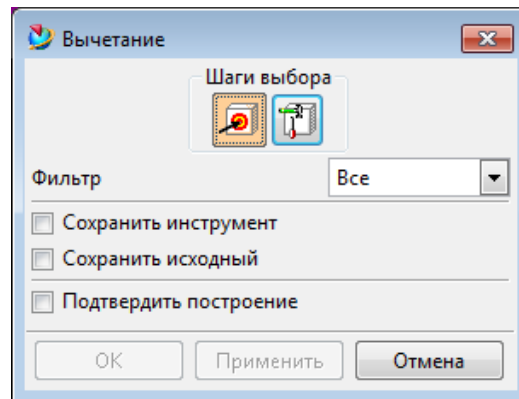 Вычетание
Шаги выбора
Фильтр Все
Сохранить инструмент
Сохранить исходный
Подтвердить построение
OK Применить Отмена